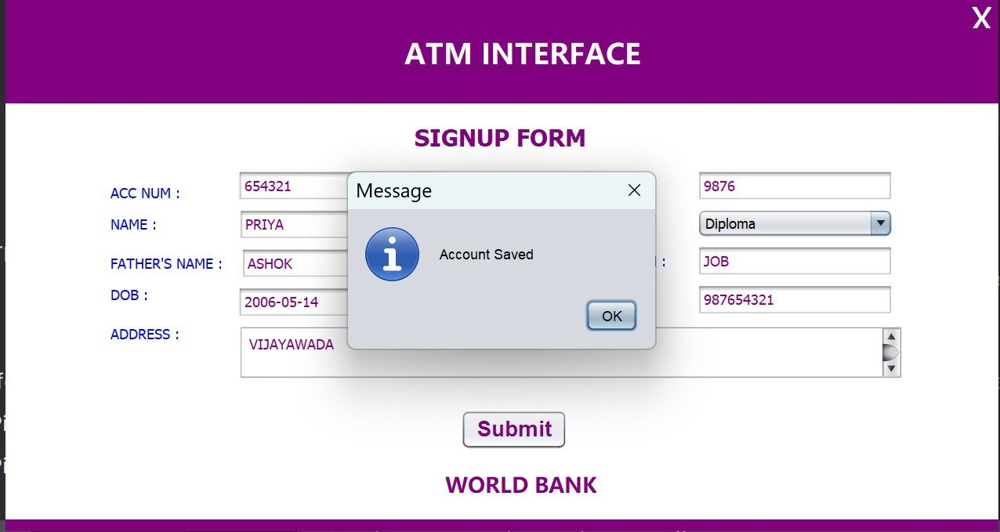 X
ATM INTERFACE
SIGNUP FORM
ACC NUM : 654321 9876
NAME : PRIYA Diploma
FATHER'S NAME : ASHOK : JOB
DOB : 2006-05-14 987654321
ADDRESS : VIJAYAWADA
Message
Account Saved
OK
Submit
WORLD BANK